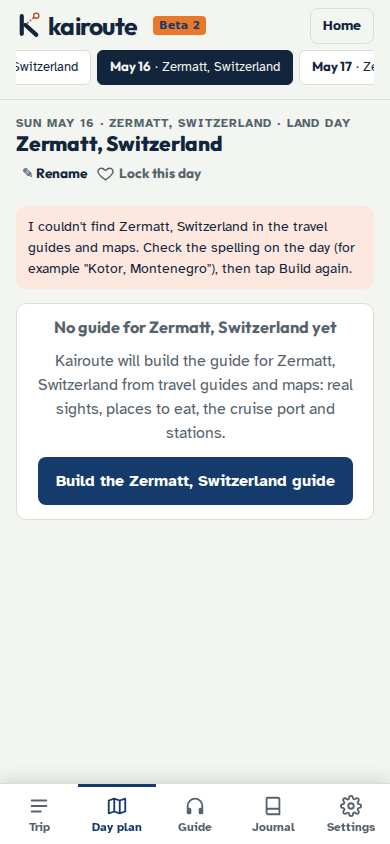 kairoute Beta 2 Home
Switzerland May 16 · Zermatt, Switzerland May 17 · Ze
SUN MAY 16 · ZERMATT, SWITZERLAND · LAND DAY
Zermatt, Switzerland
✎ Rename ♡ Lock this day
I couldn't find Zermatt, Switzerland in the travel
guides and maps. Check the spelling on the day (for
example "Kotor, Montenegro"), then tap Build again.
No guide for Zermatt, Switzerland yet
Kairoute will build the guide for Zermatt,
Switzerland from travel guides and maps: real
sights, places to eat, the cruise port and
stations.
Build the Zermatt, Switzerland guide
Trip Day plan Guide Journal Settings